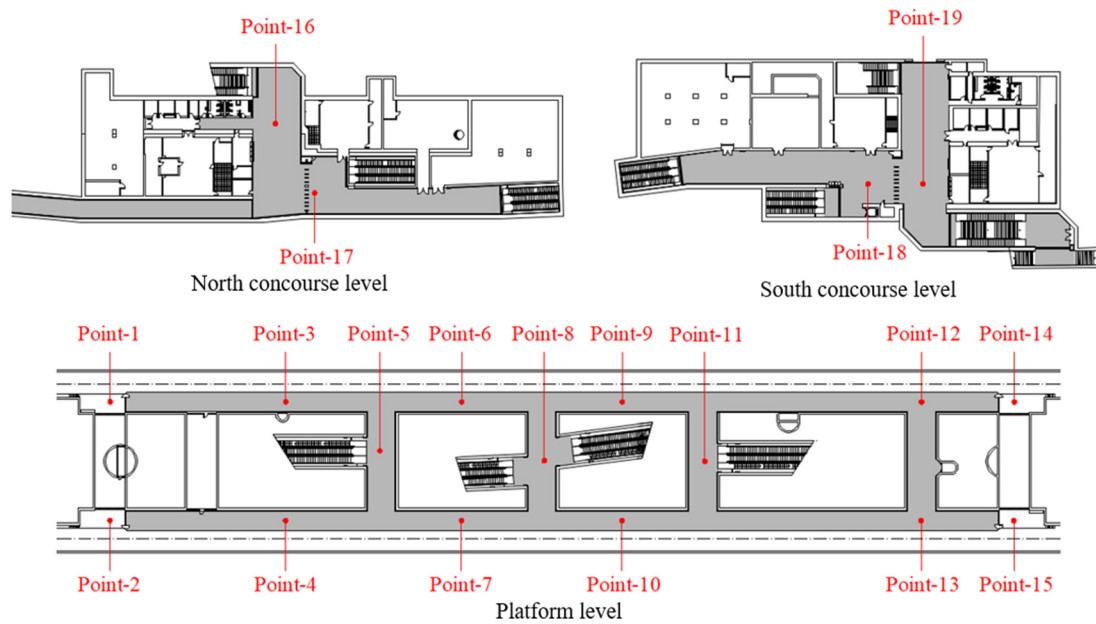 Point-16
Point-19
Point-17
Point-18
North concourse level
South concourse level
Point-1 Point-3 Point-5 Point-6 Point-8 Point-9 Point-11 Point-12 Point-14
Point-2 Point-4 Point-7 Point-10 Point-13 Point-15
Platform level